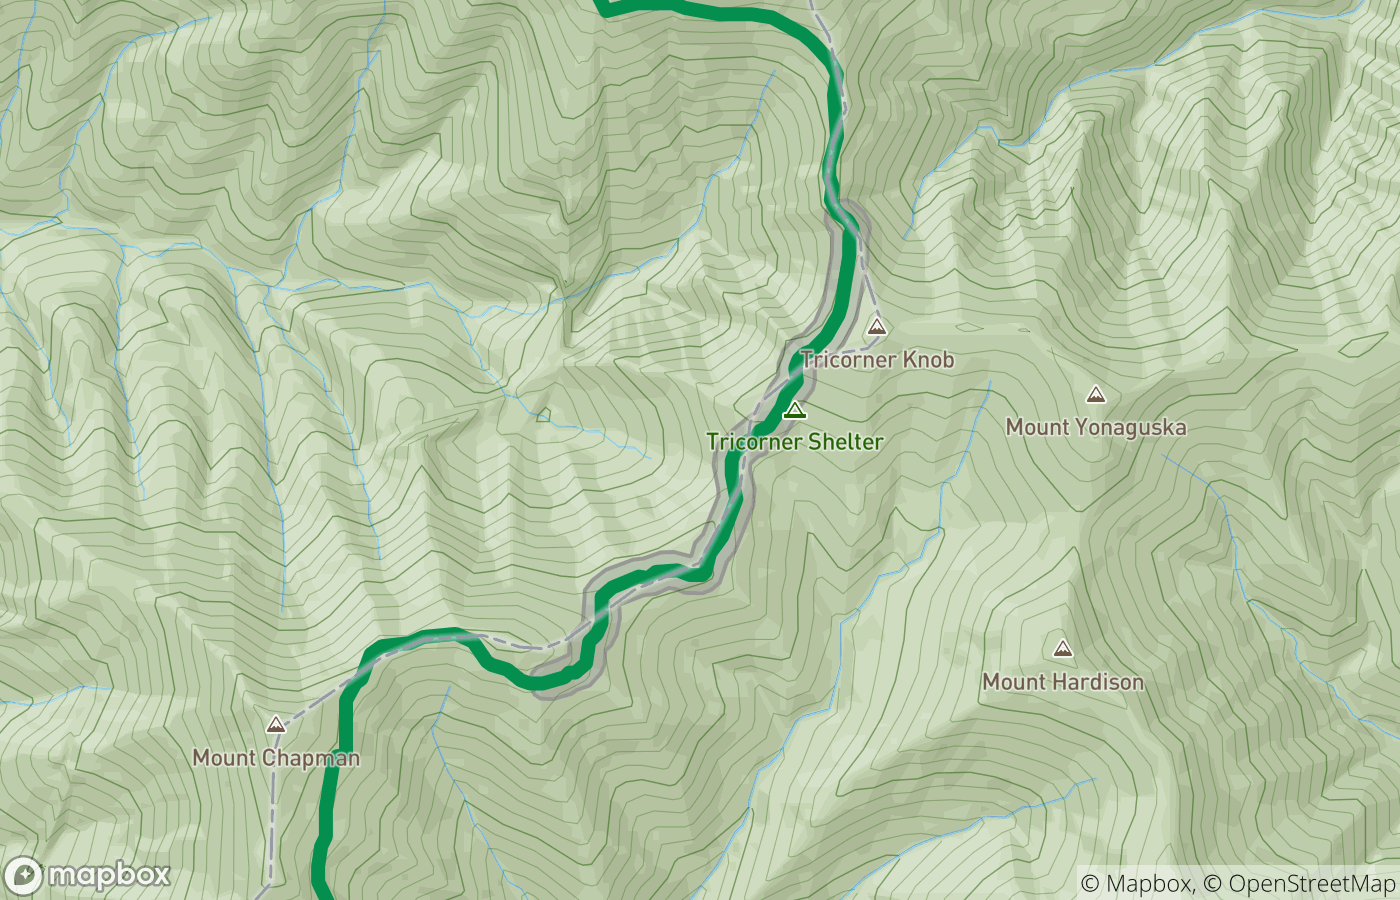 Tricorner Knob
Mount Yonaguska
Tricorner Shelter
Mount Hardison
Mount Chapman
mapbox
© Mapbox, © OpenStreetMap